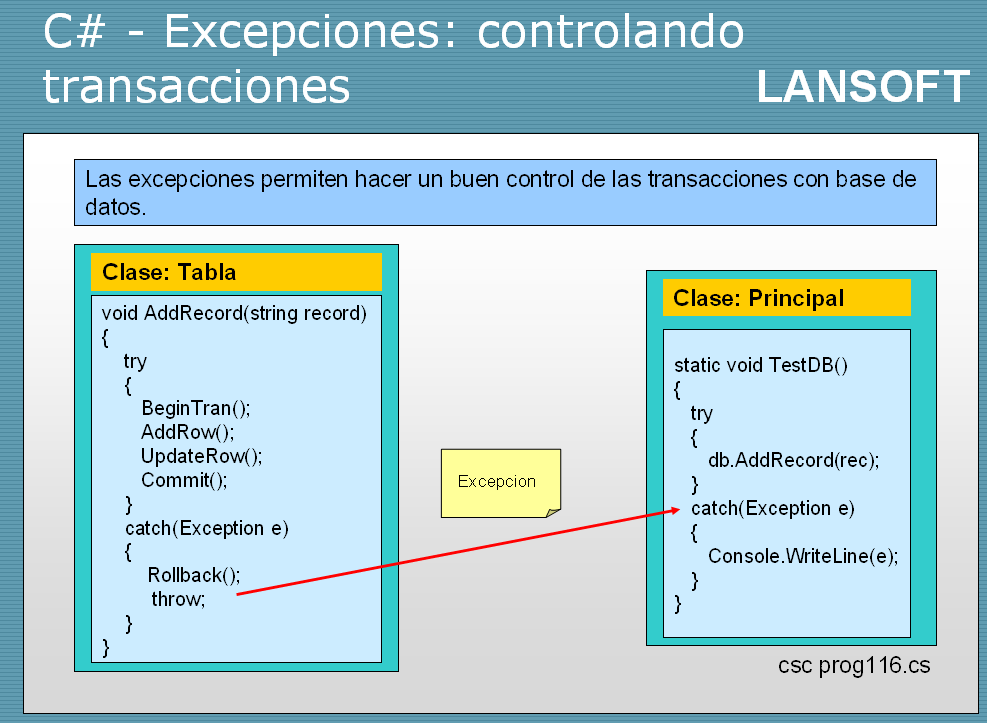 C# - Excepciones: controlando
transacciones
LANSOFT
Las excepciones permiten hacer un buen control de las transacciones con base de
datos.
Clase: Tabla
void AddRecord(string record)
{
try
{
BeginTran();
AddRow();
UpdateRow();
Commit();
}
catch(Exception e)
{
Rollback();
throw;
}
}
Excepcion
Clase: Principal
static void TestDB()
{
try
{
db.AddRecord(rec);
}
catch(Exception e)
{
Console.WriteLine(e);
}
}
csc prog116.cs